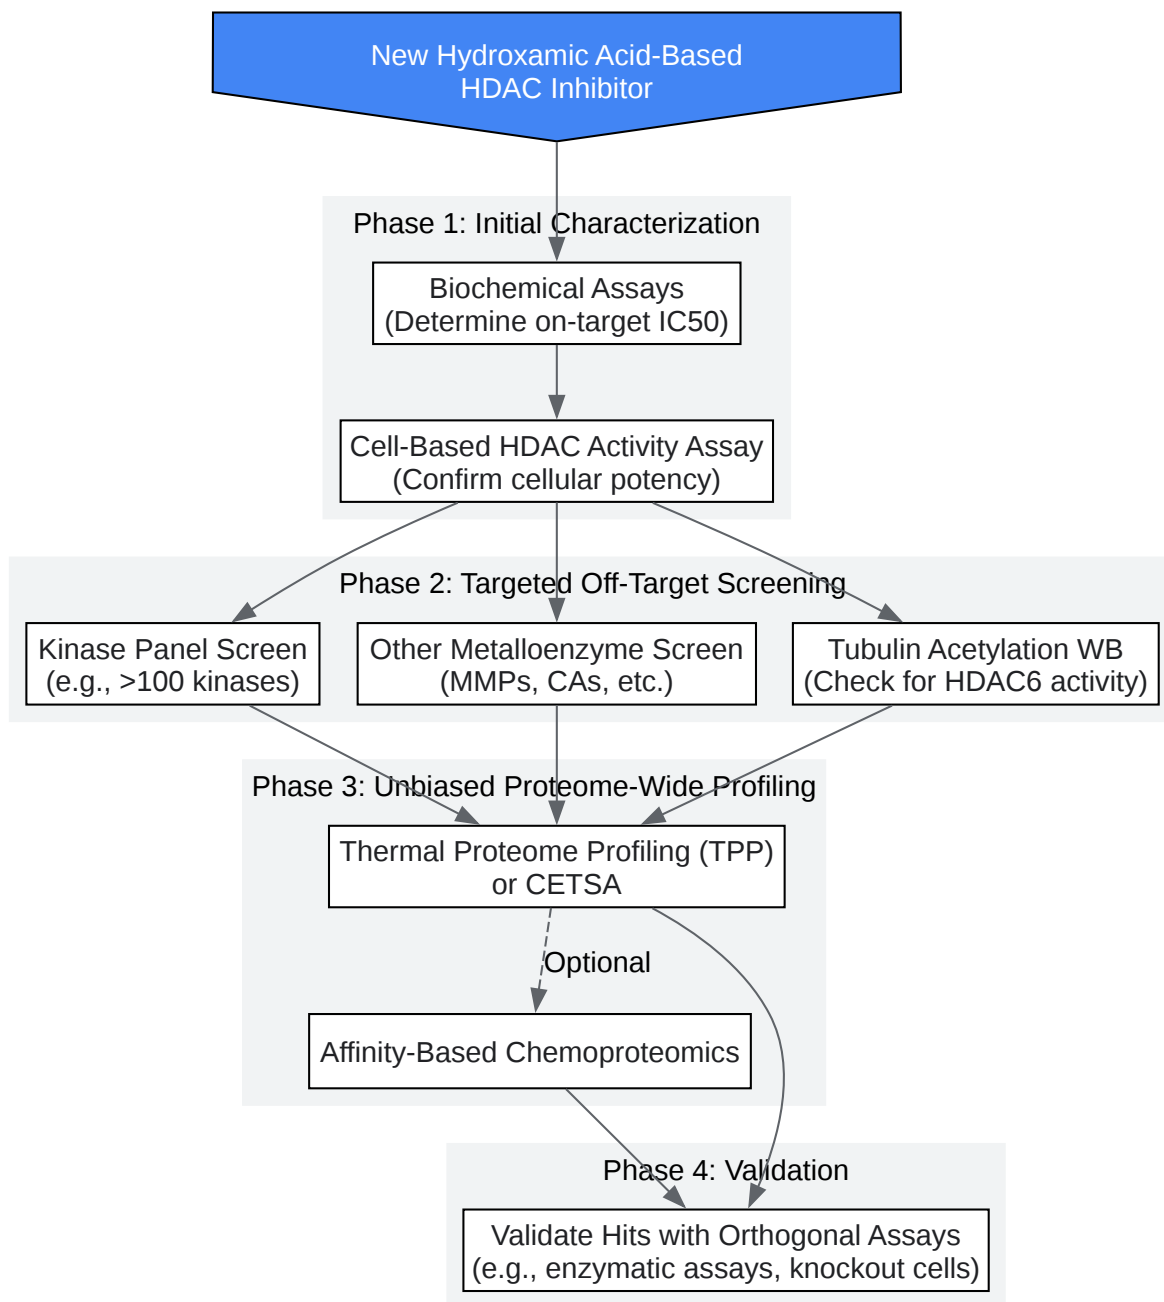 New Hydroxamic Acid-Based
HDAC Inhibitor
Phase 1: Initial Characterization
Biochemical Assays
(Determine on-target IC50)
Cell-Based HDAC Activity Assay
(Confirm cellular potency)
Phase 2: Targeted Off-Target Screening
Kinase Panel Screen
(e.g., >100 kinases)
Other Metalloenzyme Screen
(MMPs, CAs, etc.)
Tubulin Acetylation WB
(Check for HDAC6 activity)
Phase 3: Unbiased Proteome-Wide Profiling
Thermal Proteome Profiling (TPP)
or CETSA
Optional
Affinity-Based Chemoproteomics
Phase 4: Validation
Validate Hits with Orthogonal Assays
(e.g., enzymatic assays, knockout cells)